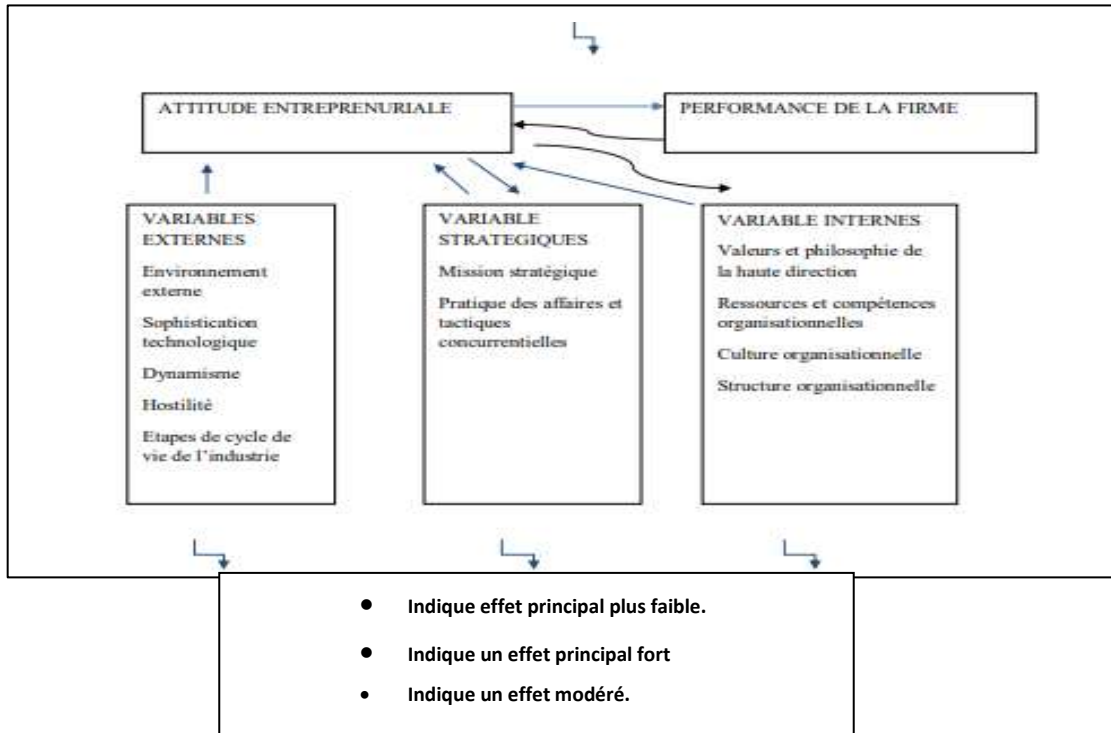 ATTITUDE ENTREPRENURIALE
PERFORMANCE DE LA FIRME
VARIABLES
EXTERNES
Environnement
externe
Sophistication
technologique
Dynamisme
Hostilité
Etapes de cycle de
vie de l’industrie
VARIABLE
STRATEGIQUES
Mission stratégique
Pratique des affaires et
tactiques
concurrentielles
VARIABLE INTERNES
Valeurs et philosophie de
la haute direction
Ressources et compétences
organisationnelles
Culture organisationnelle
Structure organisationnelle
• Indique effet principal plus faible.
• Indique un effet principal fort
• Indique un effet modéré.